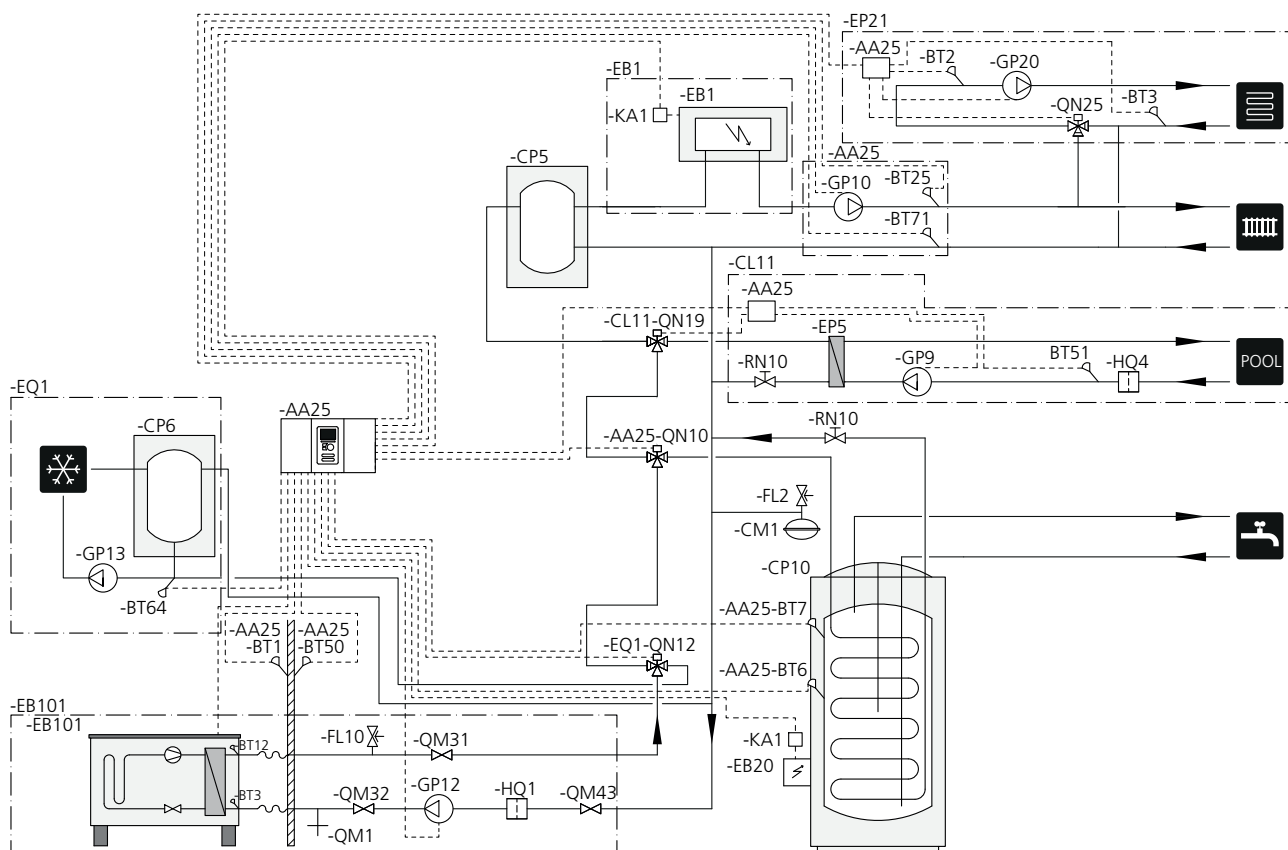 -EP21
-AA25
-BT2
-GP20
-QN25
-BT3
-EB1
-EB1
-KA1
-CP5
-AA25
-GP10
-BT25
-BT71
-CL11
-AA25
-CL11-QN19
-EP5
-RN10
-GP9
BT51
-HQ4
POOL
-EQ1
-CP6
-AA25
-AA25-QN10
-RN10
-FL2
-CM1
-GP13
-BT64
-CP10
-AA25
-BT1
-AA25
-BT50
-AA25-BT7
-EQ1-QN12
-AA25-BT6
-EB101
-EB101
-BT12
-FL10
-QM31
-KA1
-EB20
-BT3
-QM32
-GP12
-HQ1
-QM43
-QM1